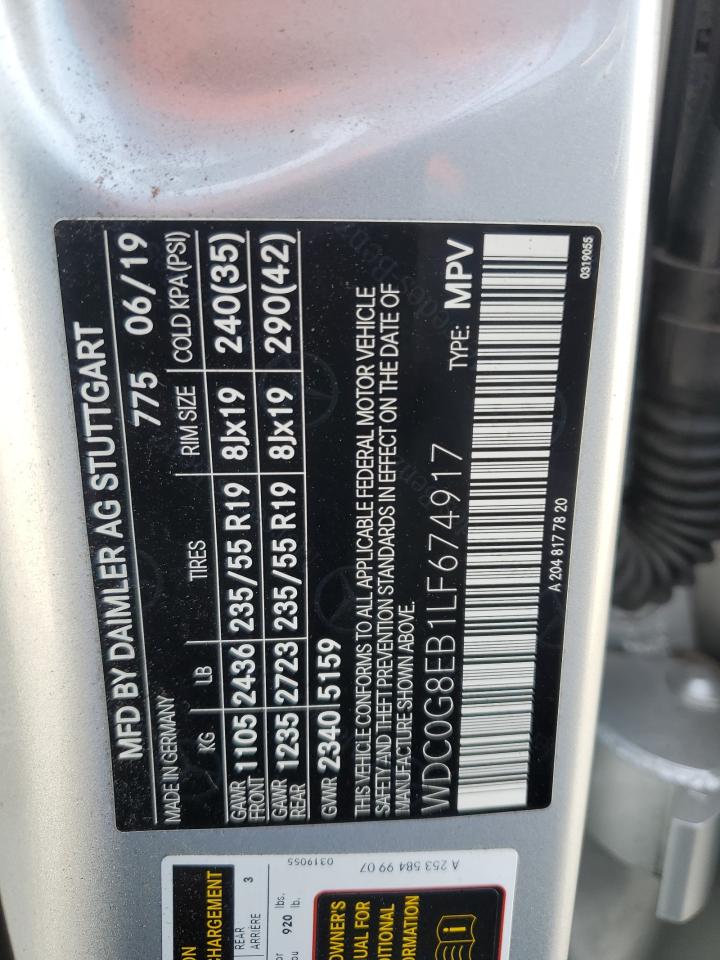 MFD BY DAIMLER AG STUTTGART
MADE IN GERMANY 775 06/19
KG LB TIRES RIM SIZE COLD KPA(PSI)
GAWR FRONT 1105 2436 235/55 R19 8Jx19 240(35)
GAWR REAR 1235 2723 235/55 R19 8Jx19 290(42)
GVWR 2340 5159
THIS VEHICLE CONFORMS TO ALL APPLICABLE FEDERAL MOTOR VEHICLE
SAFETY AND THEFT PREVENTION STANDARDS IN EFFECT ON THE DATE OF
MANUFACTURE SHOWN ABOVE.
WDC0G8EB1LF674917 TYPE: MPV
A 204 817 78 20 0319055
CHARGEMENT
REAR
ARRIÈRE 3
920 lbs.
lb.
OWNER'S
FOR
A 253 584 99 07
0319055